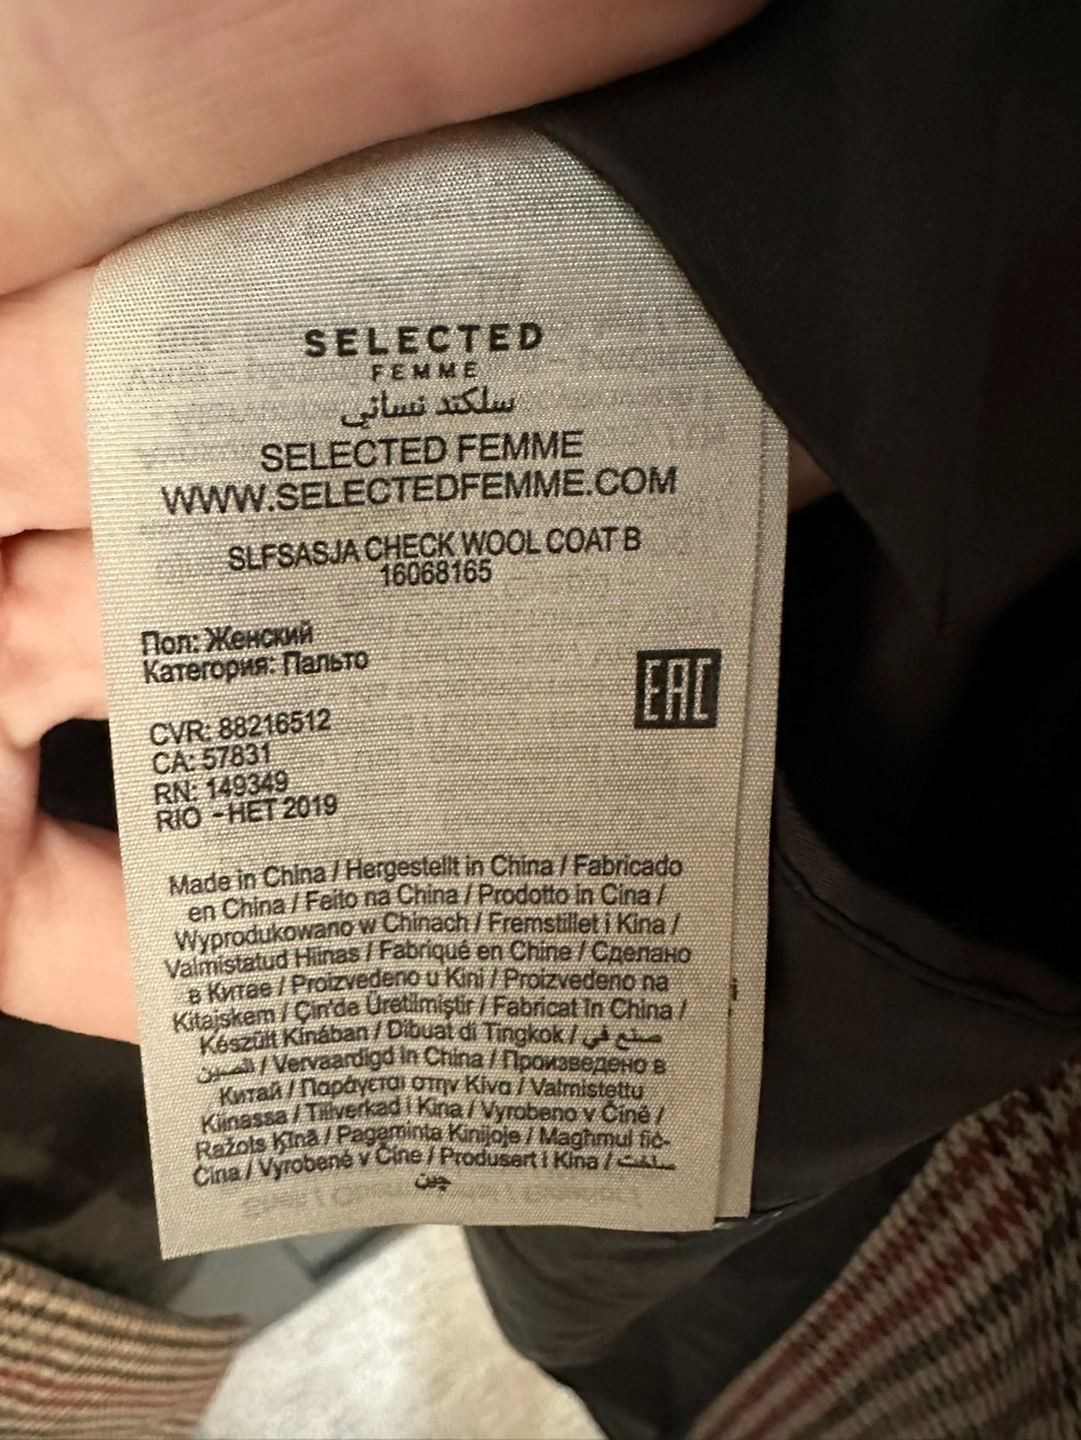 SELECTED
FEMME
سلكتد نسائي
SELECTED FEMME
WWW.SELECTEDFEMME.COM
SLFSASJA CHECK WOOL COAT B
16068165
Пол: Женский
Категория: Пальто
EAC
CVR: 88216512
CA: 57831
RN: 149349
RIO - HET 2019
Made in China / Hergestellt in China / Fabricado
en China / Feito na China / Prodotto in Cina /
Wyprodukowano w Chinach / Fremstillet i Kina /
Valmistatud Hiinas / Fabriqué en Chine / Сделано
в Китае / Proizvedeno u Kini / Proizvedeno na
Kitajskem / Çin'de Üretilmiştir / Fabricat în China /
Készült Kínában / Dibuat di Tingkok / صنع في
الصين / Vervaardigd in China / Произведено в
Китай / Παράγεται στην Κίνα / Valmistettu
Kiinassa / Tillverkad i Kina / Vyrobeno v Číně /
Ražots Ķīnā / Pagaminta Kinijoje / Magħmul fiċ-
Ċina / Vyrobené v Číne / Produsert i Kina / ساخت
چین